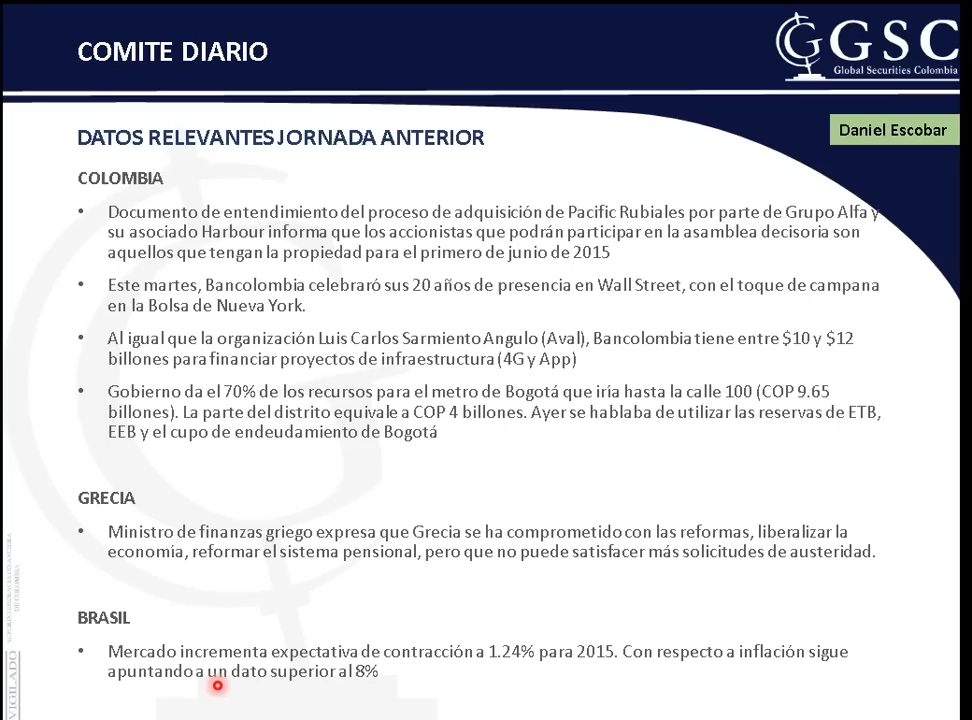 COMITE DIARIO
GGSC
Global Securities Colombia
DATOS RELEVANTES JORNADA ANTERIOR
Daniel Escobar
COLOMBIA
• Documento de entendimiento del proceso de adquisición de Pacific Rubiales por parte de Grupo Alfa y
su asociado Harbour informa que los accionistas que podrán participar en la asamblea decisoria son
aquellos que tengan la propiedad para el primero de junio de 2015
• Este martes, Bancolombia celebraró sus 20 años de presencia en Wall Street, con el toque de campana
en la Bolsa de Nueva York.
• Al igual que la organización Luis Carlos Sarmiento Angulo (Aval), Bancolombia tiene entre $10 y $12
billones para financiar proyectos de infraestructura (4G y App)
• Gobierno da el 70% de los recursos para el metro de Bogotá que iría hasta la calle 100 (COP 9.65
billones). La parte del distrito equivale a COP 4 billones. Ayer se hablaba de utilizar las reservas de ETB,
EEB y el cupo de endeudamiento de Bogotá
GRECIA
• Ministro de finanzas griego expresa que Grecia se ha comprometido con las reformas, liberalizar la
economía, reformar el sistema pensional, pero que no puede satisfacer más solicitudes de austeridad.
BRASIL
• Mercado incrementa expectativa de contracción a 1.24% para 2015. Con respecto a inflación sigue
apuntando a un dato superior al 8%
VIGILADO
SUPERINTENDENCIA FINANCIERA
DE COLOMBIA